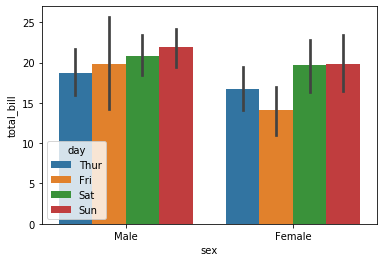 25
20
15
10
5
0
total_bill
day
Thur
Fri
Sat
Sun
Male
Female
sex